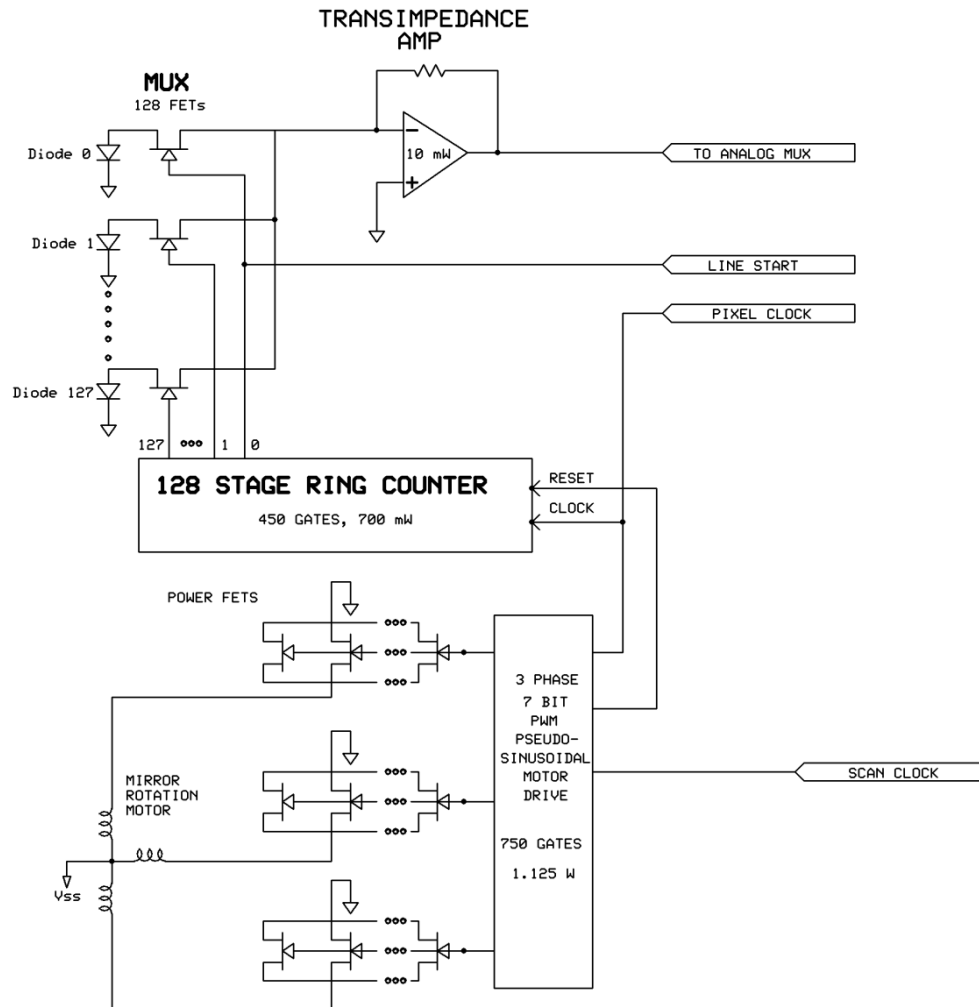 TRANSIMPEDANCE
AMP
MUX
128 FETs
Diode 0
10 mW
TO ANALOG MUX
Diode 1
LINE START
PIXEL CLOCK
Diode 127
127 1 0
128 STAGE RING COUNTER
450 GATES, 700 mW
RESET
CLOCK
POWER FETS
3 PHASE
7 BIT
PWM
PSEUDO-
SINUSOIDAL
MOTOR
DRIVE
750 GATES
1.125 W
SCAN CLOCK
MIRROR
ROTATION
MOTOR
Vss